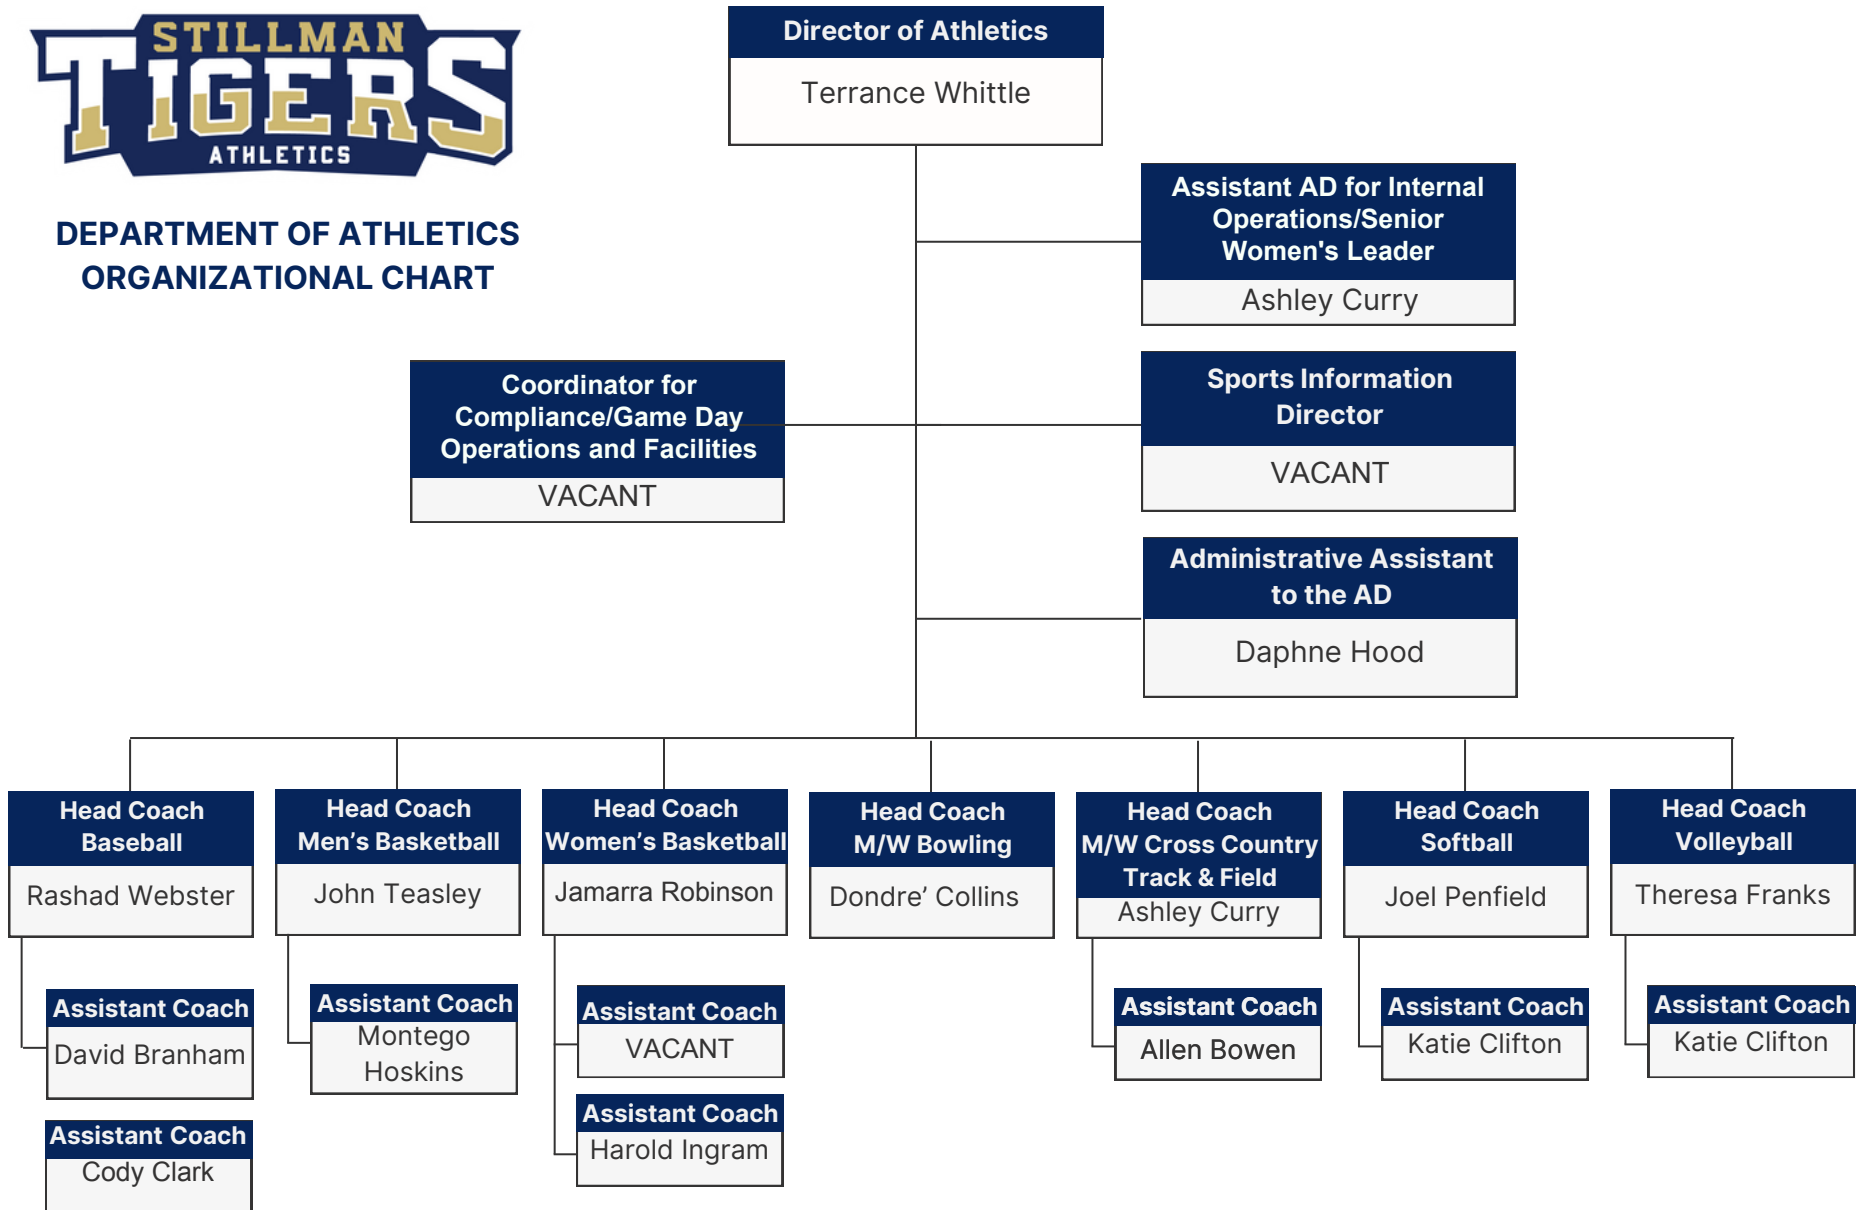 STILLMAN
TIGERS
ATHLETICS
DEPARTMENT OF ATHLETICS
ORGANIZATIONAL CHART
Director of Athletics
Terrance Whittle
Assistant AD for Internal
Operations/Senior
Women's Leader
Ashley Curry
Coordinator for
Compliance/Game Day
Operations and Facilities
VACANT
Sports Information
Director
VACANT
Administrative Assistant
to the AD
Daphne Hood
Head Coach
Baseball
Rashad Webster
Assistant Coach
David Branham
Assistant Coach
Cody Clark
Head Coach
Men’s Basketball
John Teasley
Assistant Coach
Montego
Hoskins
Head Coach
Women’s Basketball
Jamarra Robinson
Assistant Coach
VACANT
Assistant Coach
Harold Ingram
Head Coach
M/W Bowling
Dondre’ Collins
Head Coach
M/W Cross Country
Track & Field
Ashley Curry
Assistant Coach
Allen Bowen
Head Coach
Softball
Joel Penfield
Assistant Coach
Katie Clifton
Head Coach
Volleyball
Theresa Franks
Assistant Coach
Katie Clifton